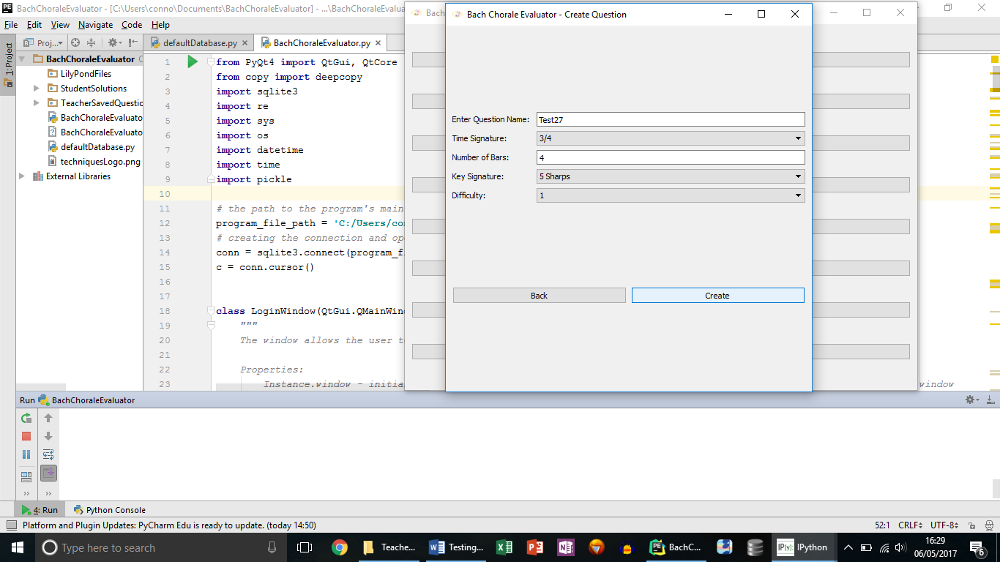 BachChoraleEvaluator - [C:\Users\conno\Documents\BachChoraleEvaluator] - ...\BachChoraleEvaluato
File Edit View Navigate Code Help
Proj...
defaultDatabase.py
BachChoraleEvaluator.py
1: Project
BachChoraleEvaluator
LilyPondFiles
StudentSolutions
TeacherSavedQuestio
BachChoraleEvaluato
BachChoraleEvaluato
defaultDatabase.py
techniquesLogo.png
External Libraries
1 from PyQt4 import QtGui, QtCore
2 from copy import deepcopy
3 import sqlite3
4 import re
5 import sys
6 import os
7 import datetime
8 import time
9 import pickle
10
11 # the path to the program's main
12 program_file_path = 'C:/Users/con
13 # creating the connection and ope
14 conn = sqlite3.connect(program_fi
15 c = conn.cursor()
16
17
18 class LoginWindow(QtGui.QMainWind
19 """
20 The window allows the user to
21
22 Properties:
23 Instance.window - initia
window
Bach
Bach Chorale Evaluator - Create Question
Enter Question Name: Test27
Time Signature: 3/4
Number of Bars: 4
Key Signature: 5 Sharps
Difficulty: 1
Back Create
Run BachChoraleEvaluator
4: Run Python Console
Platform and Plugin Updates: PyCharm Edu is ready to update. (today 14:50)
52:1 CRLF UTF-8
Type here to search
Teache...
Testing...
BachC...
IP[y]: IPython
16:29
06/05/2017
6